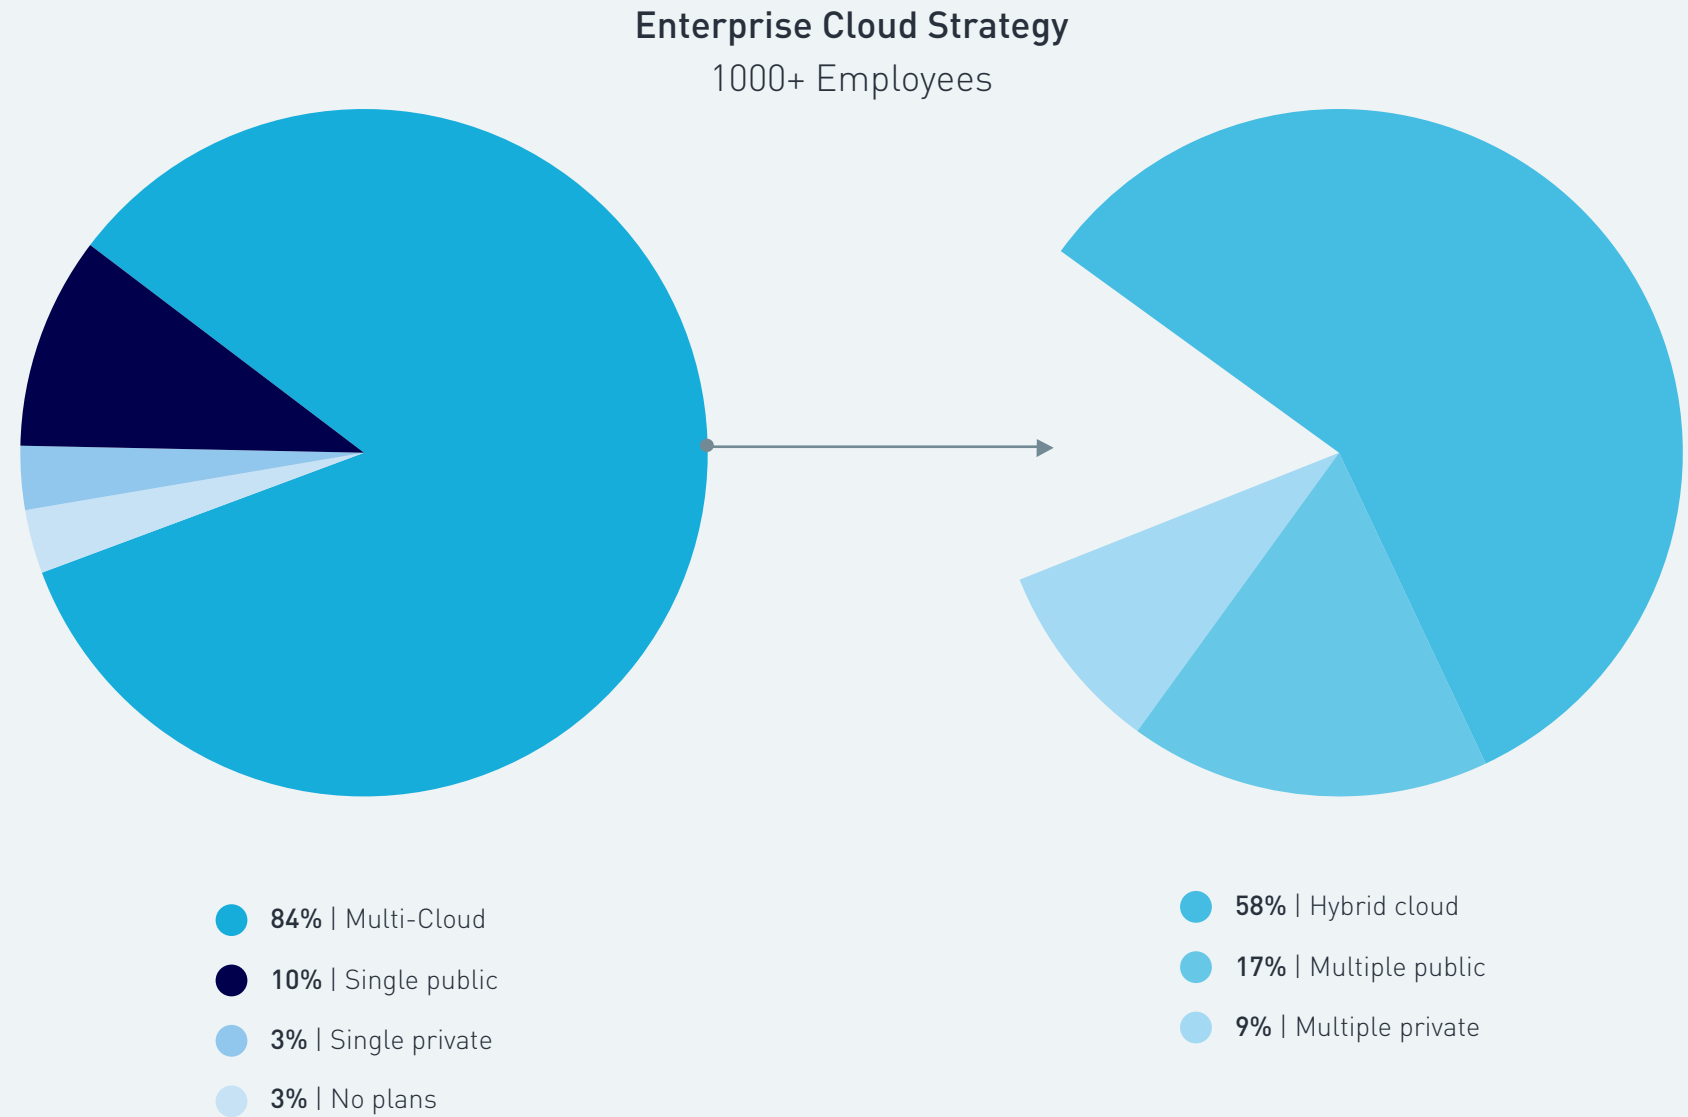 Enterprise Cloud Strategy
1000+ Employees
84% | Multi-Cloud
10% | Single public
3% | Single private
3% | No plans
58% | Hybrid cloud
17% | Multiple public
9% | Multiple private